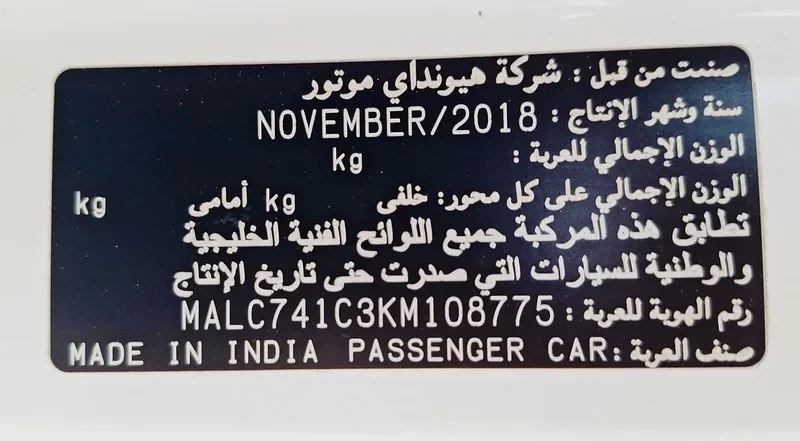 صنعت من قبل : شركة هيونداي موتور
سنة وشهر الإنتاج : NOVEMBER/2018
الوزن الإجمالي للعربة : kg
الوزن الإجمالي على كل محور: خلفى kg أمامى kg
تطابق هذه المركبة جميع اللوائح الفنية الخليجية
والوطنية للسيارات التي صدرت حتى تاريخ الإنتاج
رقم الهوية للعربة : MALC741C3KM108775
صنف العربة : PASSENGER CAR MADE IN INDIA